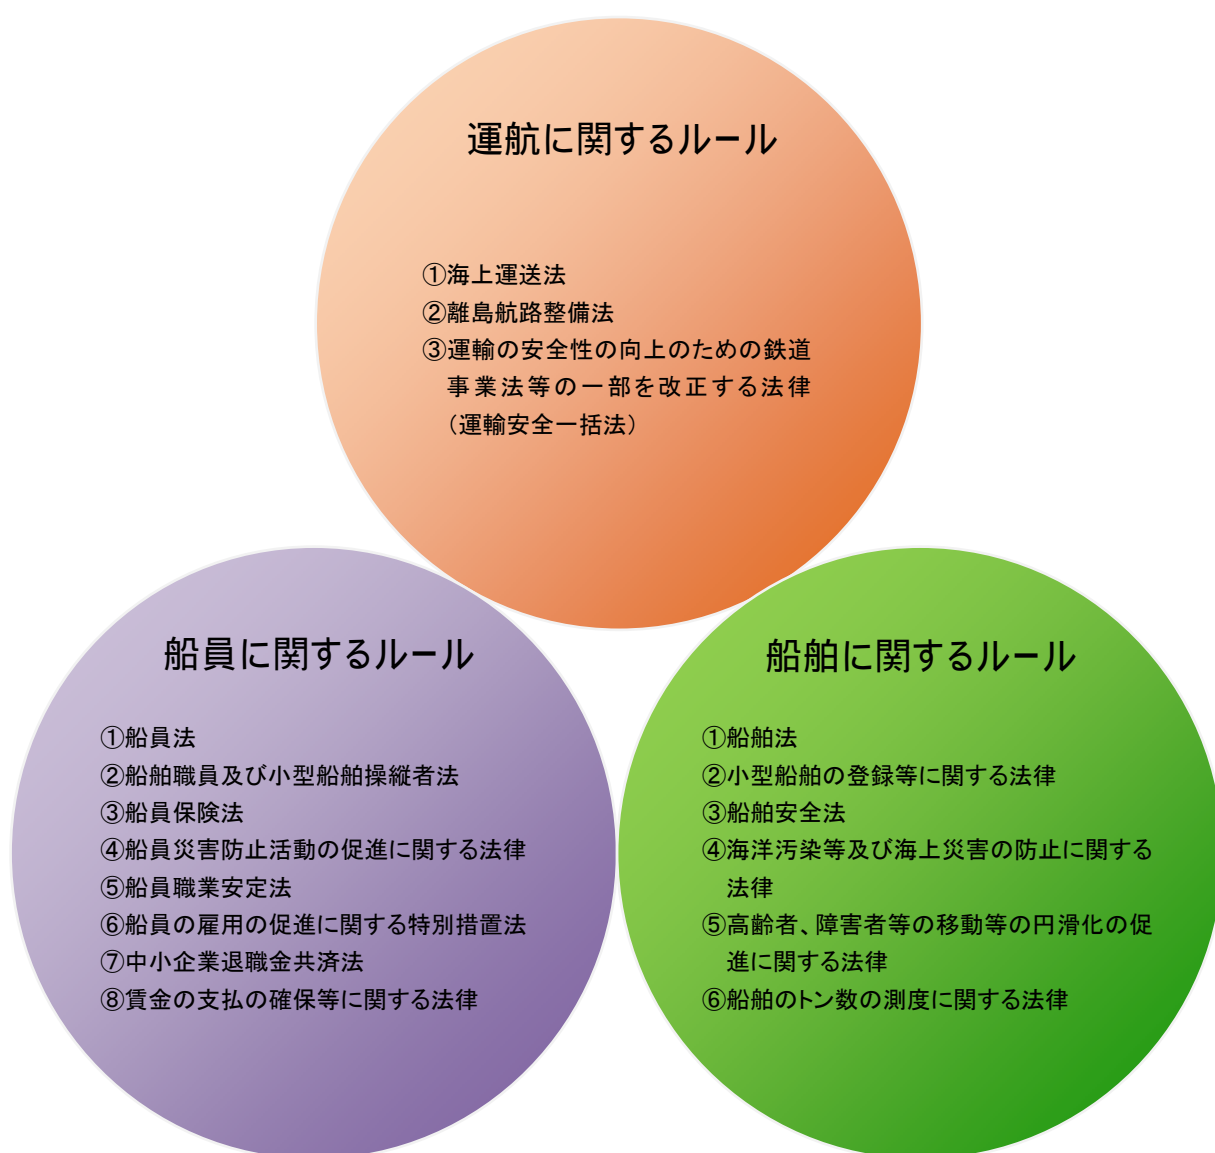 運航に関するルール
①海上運送法
②離島航路整備法
③運輸の安全性の向上のための鉄道
事業法等の一部を改正する法律
（運輸安全一括法）
船員に関するルール
①船員法
②船舶職員及び小型船舶操縦者法
③船員保険法
④船員災害防止活動の促進に関する法律
⑤船員職業安定法
⑥船員の雇用の促進に関する特別措置法
⑦中小企業退職金共済法
⑧賃金の支払の確保等に関する法律
船舶に関するルール
①船舶法
②小型船舶の登録等に関する法律
③船舶安全法
④海洋汚染等及び海上災害の防止に関する
法律
⑤高齢者、障害者等の移動等の円滑化の促
進に関する法律
⑥船舶のトン数の測度に関する法律